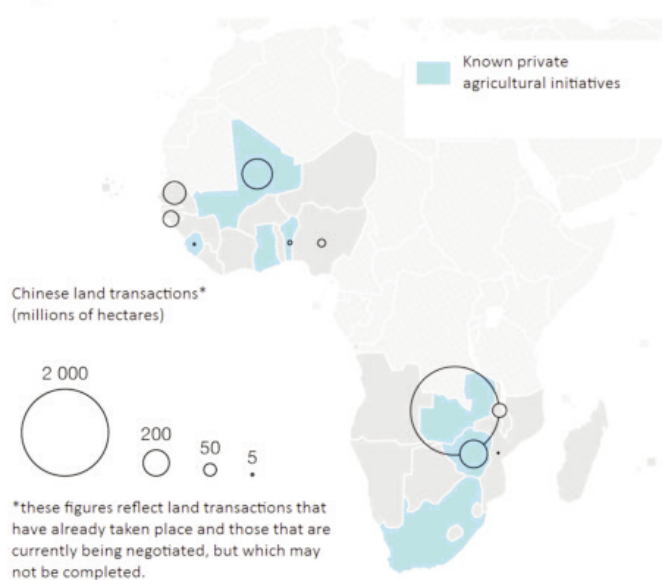 Known private
agricultural initiatives
Chinese land transactions*
(millions of hectares)
2 000
200
50
5
*these figures reflect land transactions that
have already taken place and those that are
currently being negotiated, but which may
not be completed.